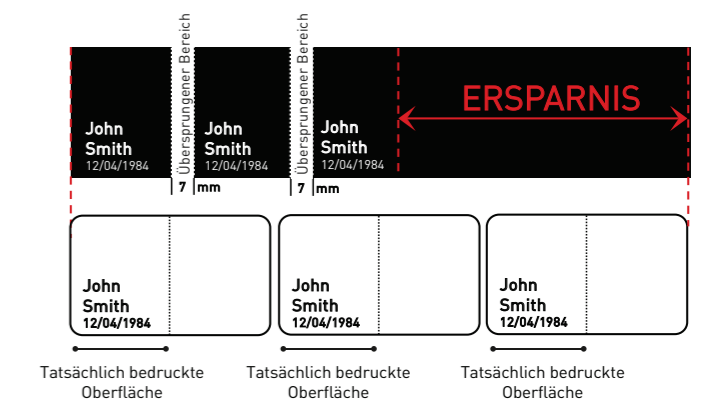 Übersprungener Bereich
Übersprungener Bereich
ERSPARNIS
John
Smith
12/04/1984
John
Smith
12/04/1984
John
Smith
12/04/1984
7 mm
7 mm
John
Smith
12/04/1984
John
Smith
12/04/1984
John
Smith
12/04/1984
Tatsächlich bedruckte
Oberfläche
Tatsächlich bedruckte
Oberfläche
Tatsächlich bedruckte
Oberfläche